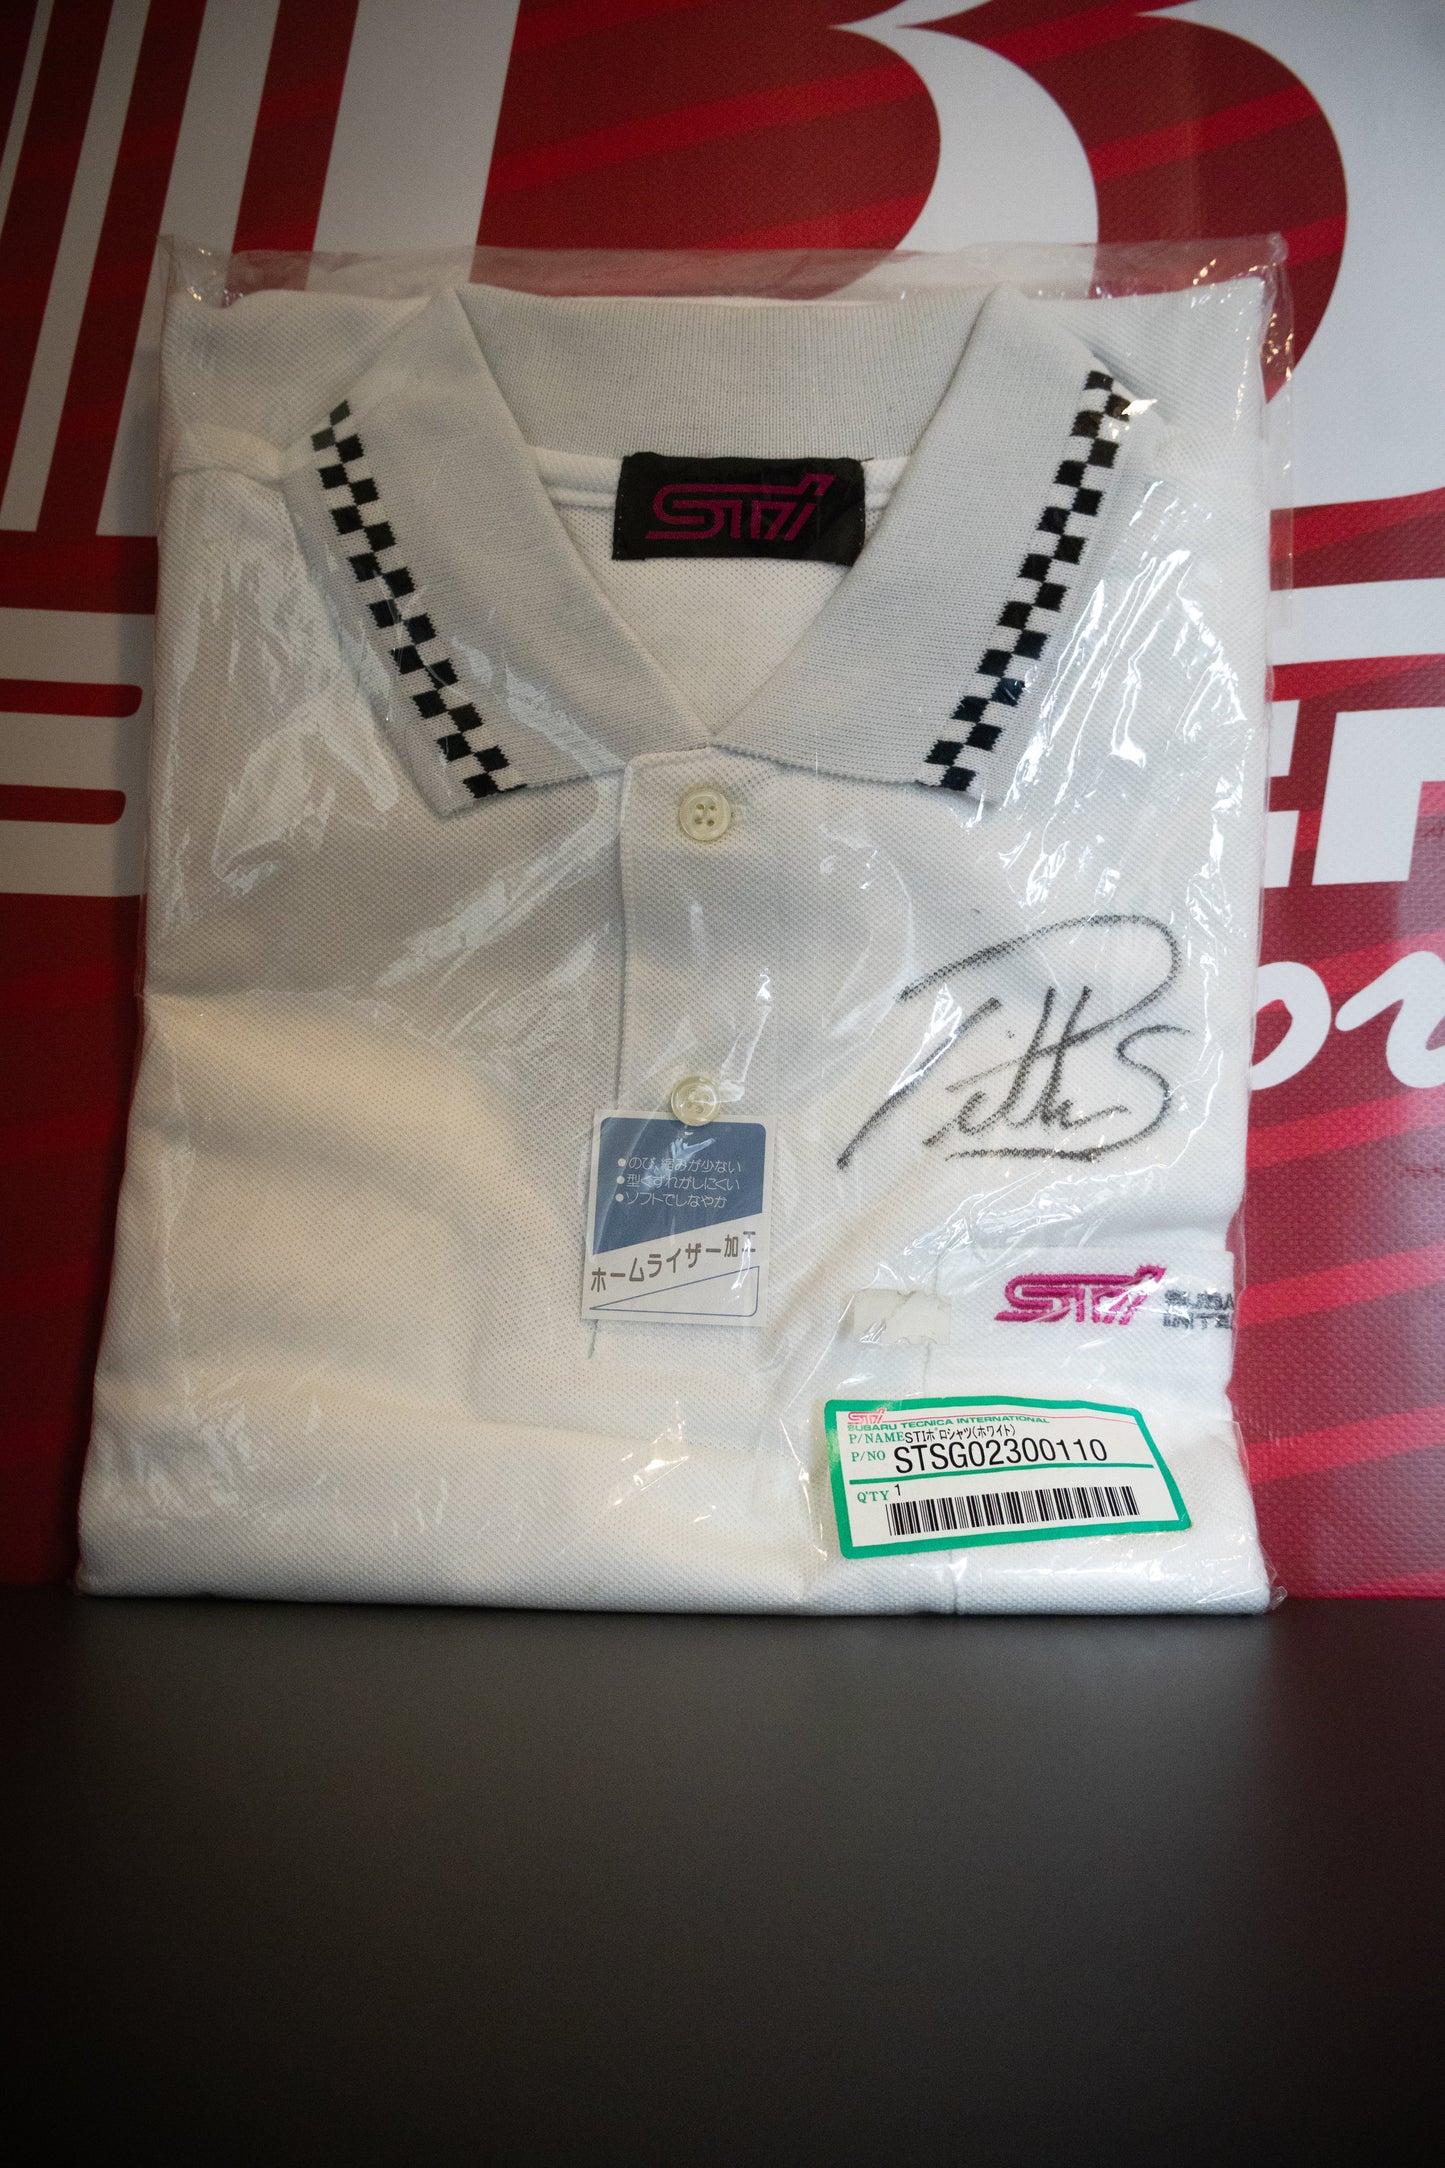 STi
●のび、縮みが少ない
●型くずれがしにくい
●ソフトでしなやか
ホームライザー加工
STi
STi
SUBARU TECNICA INTERNATIONAL
P/NAME STIポロシャツ(ホワイト)
P/NO STSG02300110
Q'TY 1